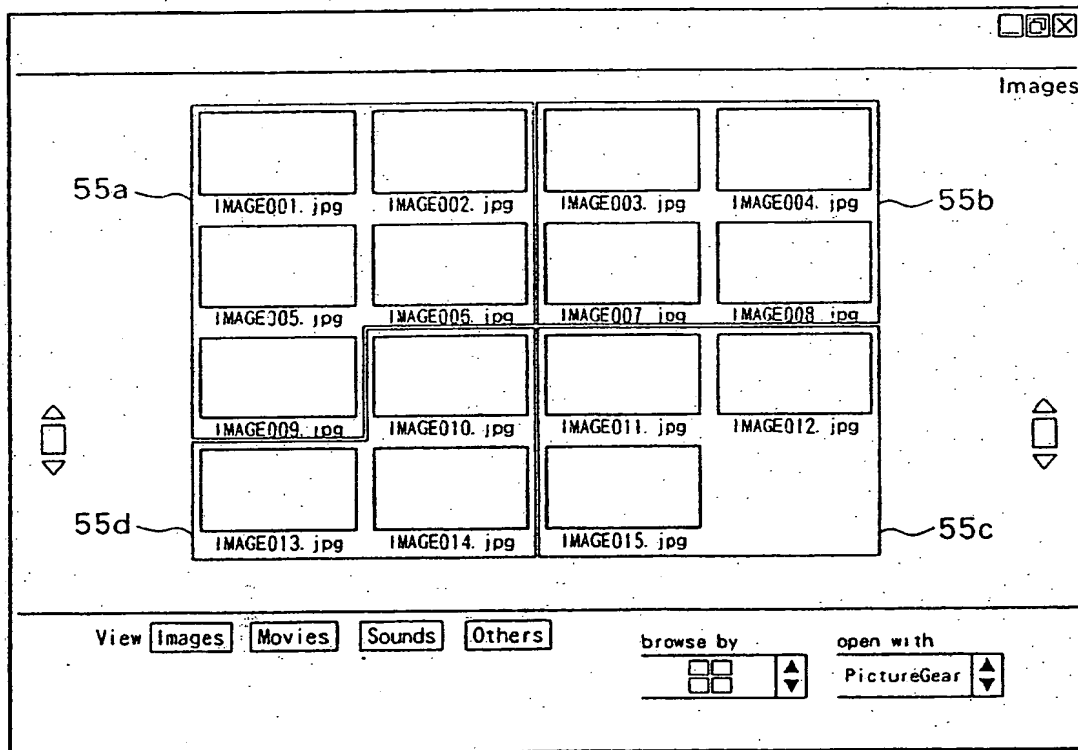 Images
55a
55b
IMAGE001. jpg
IMAGE002. jpg
IMAGE003. jpg
IMAGE004. jpg
IMAGE005. jpg
IMAGE006. jpg
IMAGE007. jpg
IMAGE008. jpg
IMAGE009. jpg
IMAGE010. jpg
IMAGE011. jpg
IMAGE012. jpg
55d
55c
IMAGE013. jpg
IMAGE014. jpg
IMAGE015. jpg
View Images Movies Sounds Others
browse by
open with
PictureGear